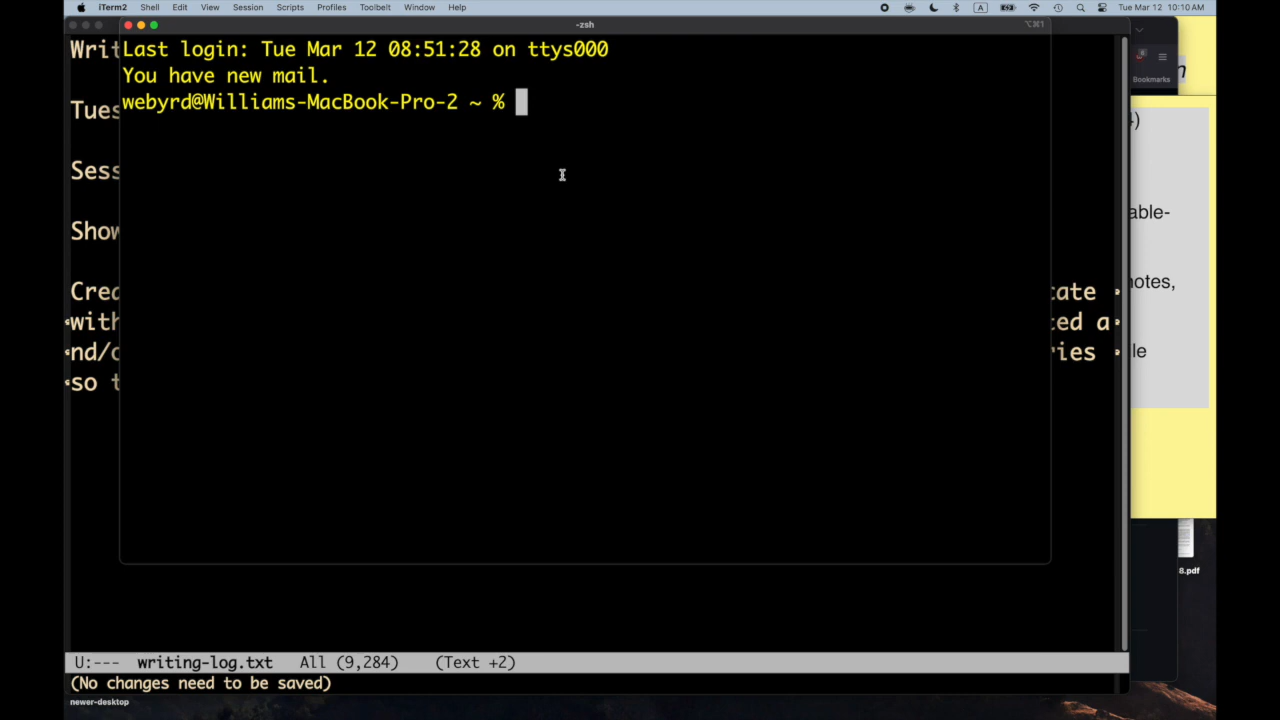 iTerm2 Shell Edit View Session Scripts Profiles Toolbelt Window Help A Tue Mar 12 10:10 AM
-zsh ⌥⌘1
Last login: Tue Mar 12 08:51:28 on ttys000
You have new mail.
webyrd@Williams-MacBook-Pro-2 ~ %
Writ
Tues
Sess
Show
Crea
cate
with
ted a
nd/o
ries
so t
Bookmarks
n
4)
able-
notes,
le
8.pdf
U:--- writing-log.txt All (9,284) (Text +2)
(No changes need to be saved)
newer-desktop